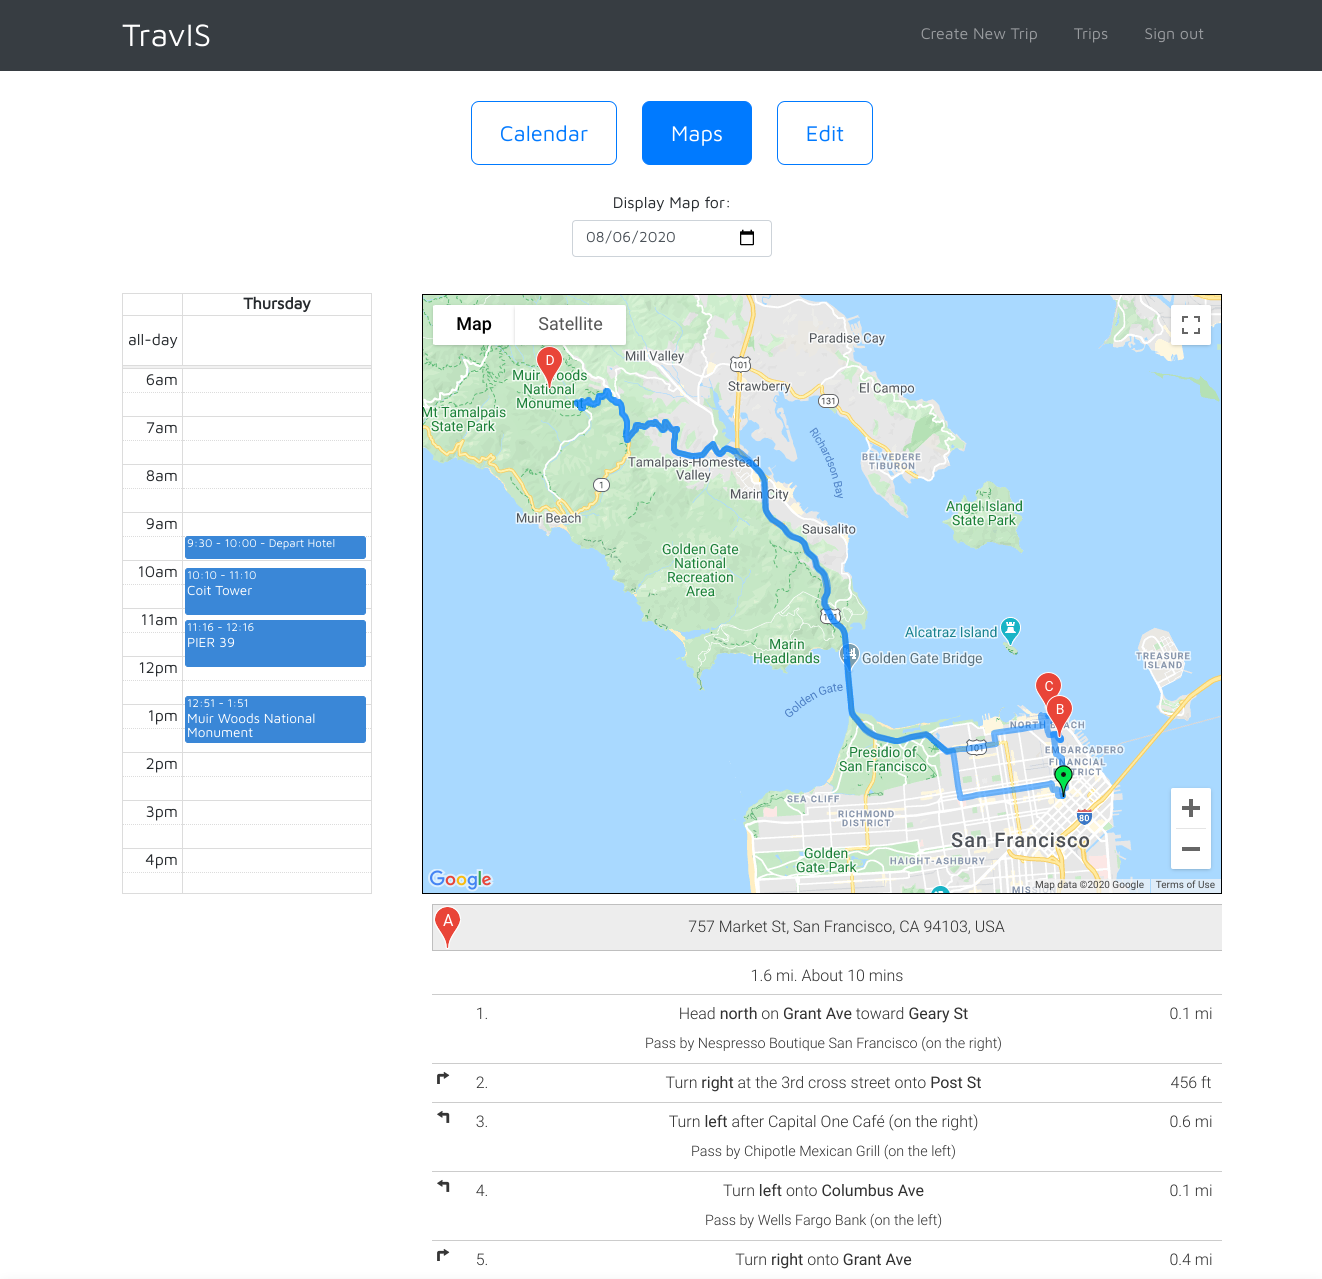 TravIS
Create New Trip
Trips
Sign out
Calendar
Maps
Edit
Display Map for:
08/06/2020
Thursday
all-day
6am
7am
8am
9am
9:30 - 10:00 - Depart Hotel
10am
10:10 - 11:10
Coit Tower
11am
11:16 - 12:16
PIER 39
12pm
12:51 - 1:51
1pm
Muir Woods National
Monument
2pm
3pm
4pm
Map
Satellite
Paradise Cay
Mill Valley
101
D
Muir Woods
National
Monument
Strawberry
El Campo
131
Mt Tamalpais
State Park
Richardson Bay
BELVEDERE
TIBURON
Tamalpais-Homestead
Valley
1
Marin City
Angel Island
State Park
Muir Beach
Sausalito
Golden Gate
National
Recreation
Area
101
Alcatraz Island
Marin
Headlands
Golden Gate Bridge
TREASURE
ISLAND
Golden Gate
C
B
NORTH BEACH
101
EMBARCADERO
FINANCIAL
DISTRICT
Presidio of
San Francisco
SEA CLIFF
RICHMOND
DISTRICT
80
San Francisco
Golden
Gate Park
HAIGHT-ASHBURY
MIS
Google
Map data ©2020 Google
Terms of Use
A
757 Market St, San Francisco, CA 94103, USA
1.6 mi. About 10 mins
1. Head north on Grant Ave toward Geary St 0.1 mi
Pass by Nespresso Boutique San Francisco (on the right)
2. Turn right at the 3rd cross street onto Post St 456 ft
3. Turn left after Capital One Café (on the right) 0.6 mi
Pass by Chipotle Mexican Grill (on the left)
4. Turn left onto Columbus Ave 0.1 mi
Pass by Wells Fargo Bank (on the left)
5. Turn right onto Grant Ave 0.4 mi